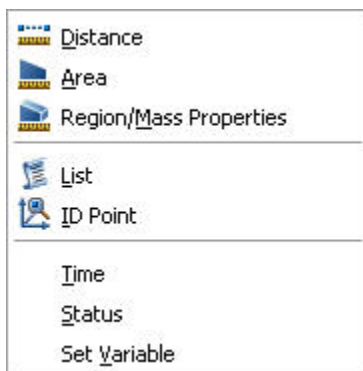 Distance
Area
Region/Mass Properties
List
ID Point
Time
Status
Set Variable